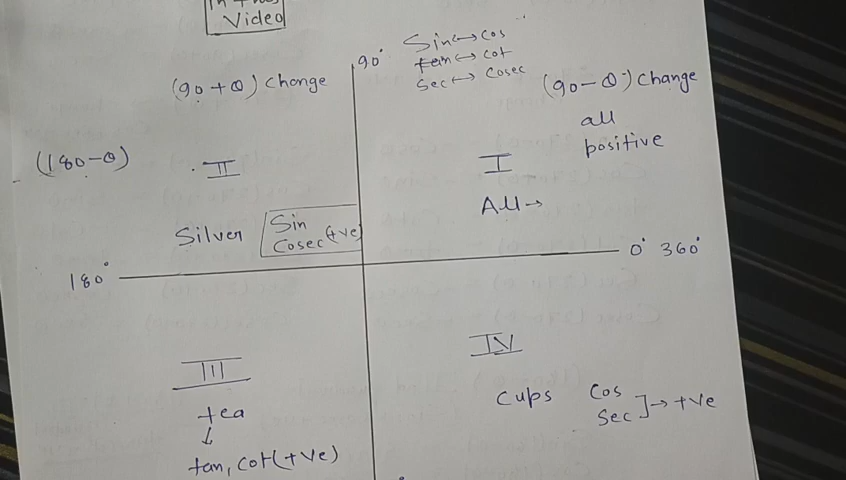 Video
90°
Sin↔cos
tan↔cot
Sec↔Cosec
(90+θ) Change
(90-θ) Change
all
positive
(180-θ)
II
I
All→
Silver
Sin
Cosec (+ve)
180°
0° 360°
III
IV
tea
↓
tan, cot (+ve)
Cups
Cos
Sec ]→+ve